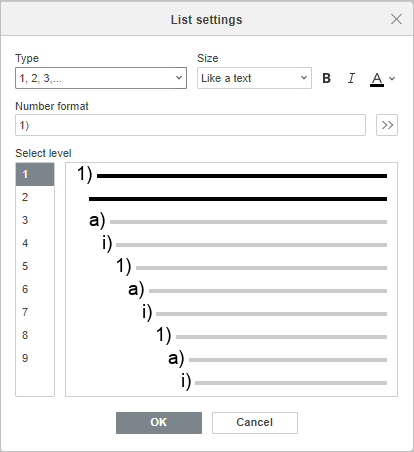 List settings
Type Size
1, 2, 3,... Like a text B I A
Number format
1)
Select level
1 1)
2
3 a)
4 i)
5 1)
6 a)
7 i)
8 1)
9 a)
i)
OK Cancel